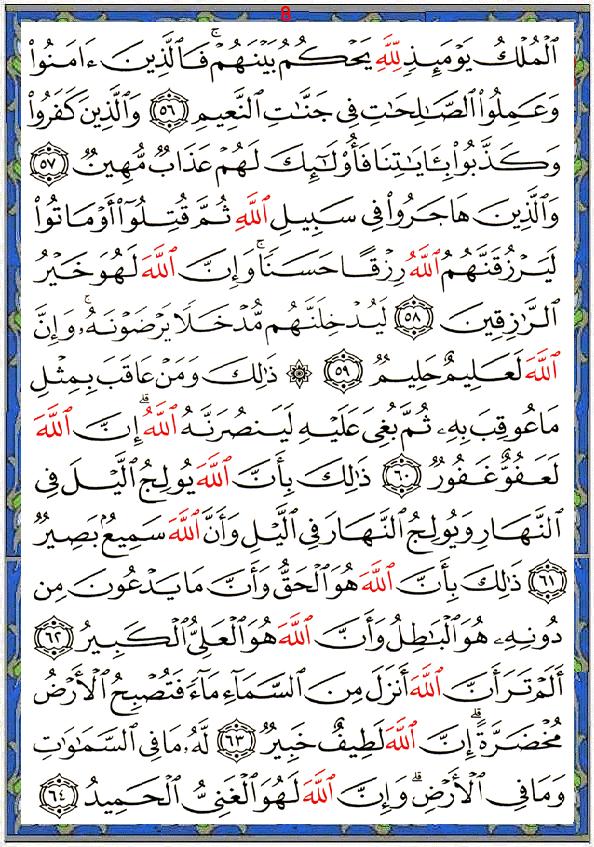 8
ٱلْمُلْكُ يَوْمَئِذٍ لِّلَّهِ يَحْكُمُ بَيْنَهُمْ ۚ فَٱلَّذِينَ ءَامَنُوا۟
وَعَمِلُوا۟ ٱلصَّـٰلِحَـٰتِ فِى جَنَّـٰتِ ٱلنَّعِيمِ ٥٦ وَٱلَّذِينَ كَفَرُوا۟
وَكَذَّبُوا۟ بِـَٔايَـٰتِنَا فَأُو۟لَـٰٓئِكَ لَهُمْ عَذَابٌ مُّهِينٌ ٥٧
وَٱلَّذِينَ هَاجَرُوا۟ فِى سَبِيلِ ٱللَّهِ ثُمَّ قُتِلُوٓا۟ أَوْ مَاتُوا۟
لَيَرْزُقَنَّهُمُ ٱللَّهُ رِزْقًا حَسَنًا ۚ وَإِنَّ ٱللَّهَ لَهُوَ خَيْرُ
ٱلرَّٰزِقِينَ ٥٨ لَيُدْخِلَنَّهُم مُّدْخَلًا يَرْضَوْنَهُۥ ۚ وَإِنَّ
ٱللَّهَ لَعَلِيمٌ حَلِيمٌ ٥٩ ۞ ذَٰلِكَ وَمَنْ عَاقَبَ بِمِثْلِ
مَا عُوقِبَ بِهِۦ ثُمَّ بُغِىَ عَلَيْهِ لَيَنصُرَنَّهُ ٱللَّهُ ۗ إِنَّ ٱللَّهَ
لَعَفُوٌّ غَفُورٌ ٦٠ ذَٰلِكَ بِأَنَّ ٱللَّهَ يُولِجُ ٱلَّيْلَ فِى
ٱلنَّهَارِ وَيُولِجُ ٱلنَّهَارَ فِى ٱلَّيْلِ وَأَنَّ ٱللَّهَ سَمِيعٌۢ بَصِيرٌ
٦١ ذَٰلِكَ بِأَنَّ ٱللَّهَ هُوَ ٱلْحَقُّ وَأَنَّ مَا يَدْعُونَ مِن
دُونِهِۦ هُوَ ٱلْبَـٰطِلُ وَأَنَّ ٱللَّهَ هُوَ ٱلْعَلِىُّ ٱلْكَبِيرُ ٦٢
أَلَمْ تَرَ أَنَّ ٱللَّهَ أَنزَلَ مِنَ ٱلسَّمَآءِ مَآءً فَتُصْبِحُ ٱلْأَرْضُ
مُخْضَرَّةً ۗ إِنَّ ٱللَّهَ لَطِيفٌ خَبِيرٌ ٦٣ لَّهُۥ مَا فِى ٱلسَّمَـٰوَٰتِ
وَمَا فِى ٱلْأَرْضِ ۗ وَإِنَّ ٱللَّهَ لَهُوَ ٱلْغَنِىُّ ٱلْحَمِيدُ ٦٤